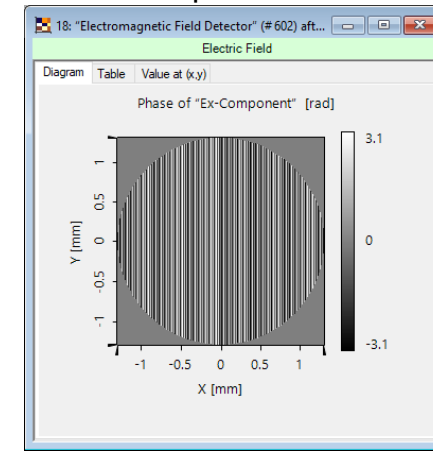 18: "Electromagnetic Field Detector" (# 602) aft...
Electric Field
Diagram Table Value at (x,y)
Phase of "Ex-Component" [rad]
3.1
0
-3.1
1
0.5
0
-0.5
-1
Y [mm]
-1 -0.5 0 0.5 1
X [mm]